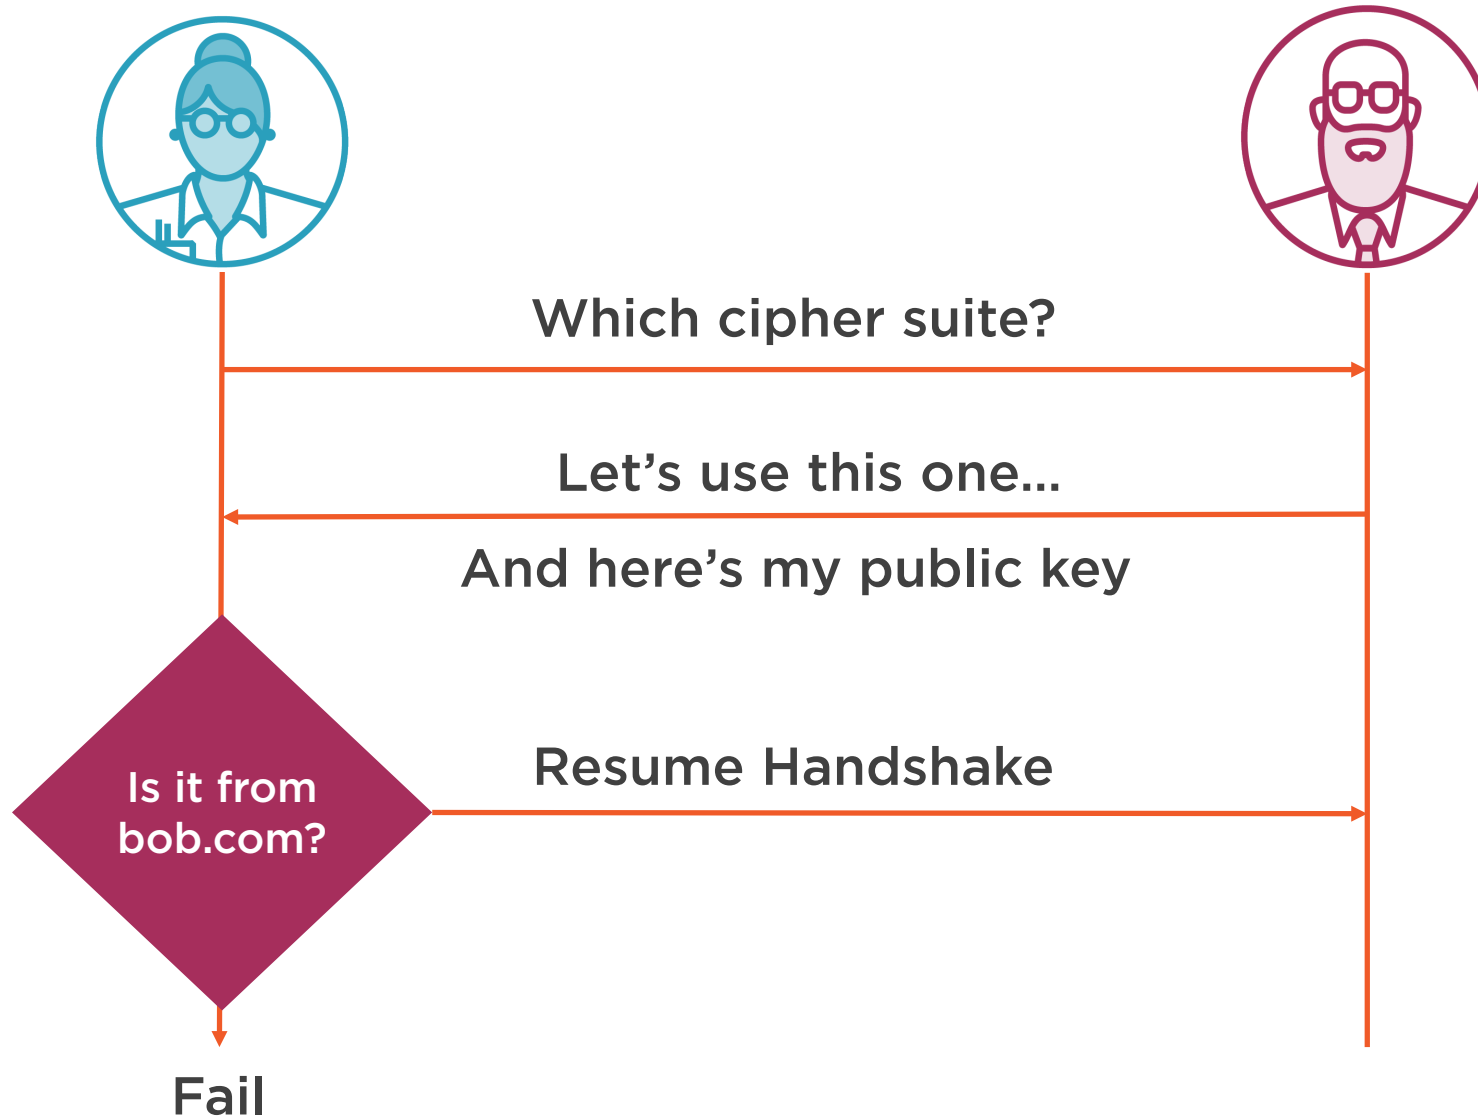 Which cipher suite?
Let’s use this one...
And here’s my public key
Resume Handshake
Is it from
bob.com?
Fail